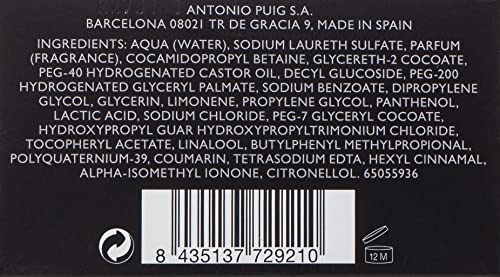 ANTONIO PUIG S.A.
BARCELONA 08021 TR DE GRACIA 9, MADE IN SPAIN
INGREDIENTS: AQUA (WATER), SODIUM LAURETH SULFATE, PARFUM
(FRAGRANCE), COCAMIDOPROPYL BETAINE, GLYCERETH-2 COCOATE,
PEG-40 HYDROGENATED CASTOR OIL, DECYL GLUCOSIDE, PEG-200
HYDROGENATED GLYCERYL PALMATE, SODIUM BENZOATE, DIPROPYLENE
GLYCOL, GLYCERIN, LIMONENE, PROPYLENE GLYCOL, PANTHENOL,
LACTIC ACID, SODIUM CHLORIDE, PEG-7 GLYCERYL COCOATE,
HYDROXYPROPYL GUAR HYDROXYPROPYLTRIMONIUM CHLORIDE,
TOCOPHERYL ACETATE, LINALOOL, BUTYLPHENYL METHYLPROPIONAL,
POLYQUATERNIUM-39, COUMARIN, TETRASODIUM EDTA, HEXYL CINNAMAL,
ALPHA-ISOMETHYL IONONE, CITRONELLOL. 65055936
8 435137 729210
12 M